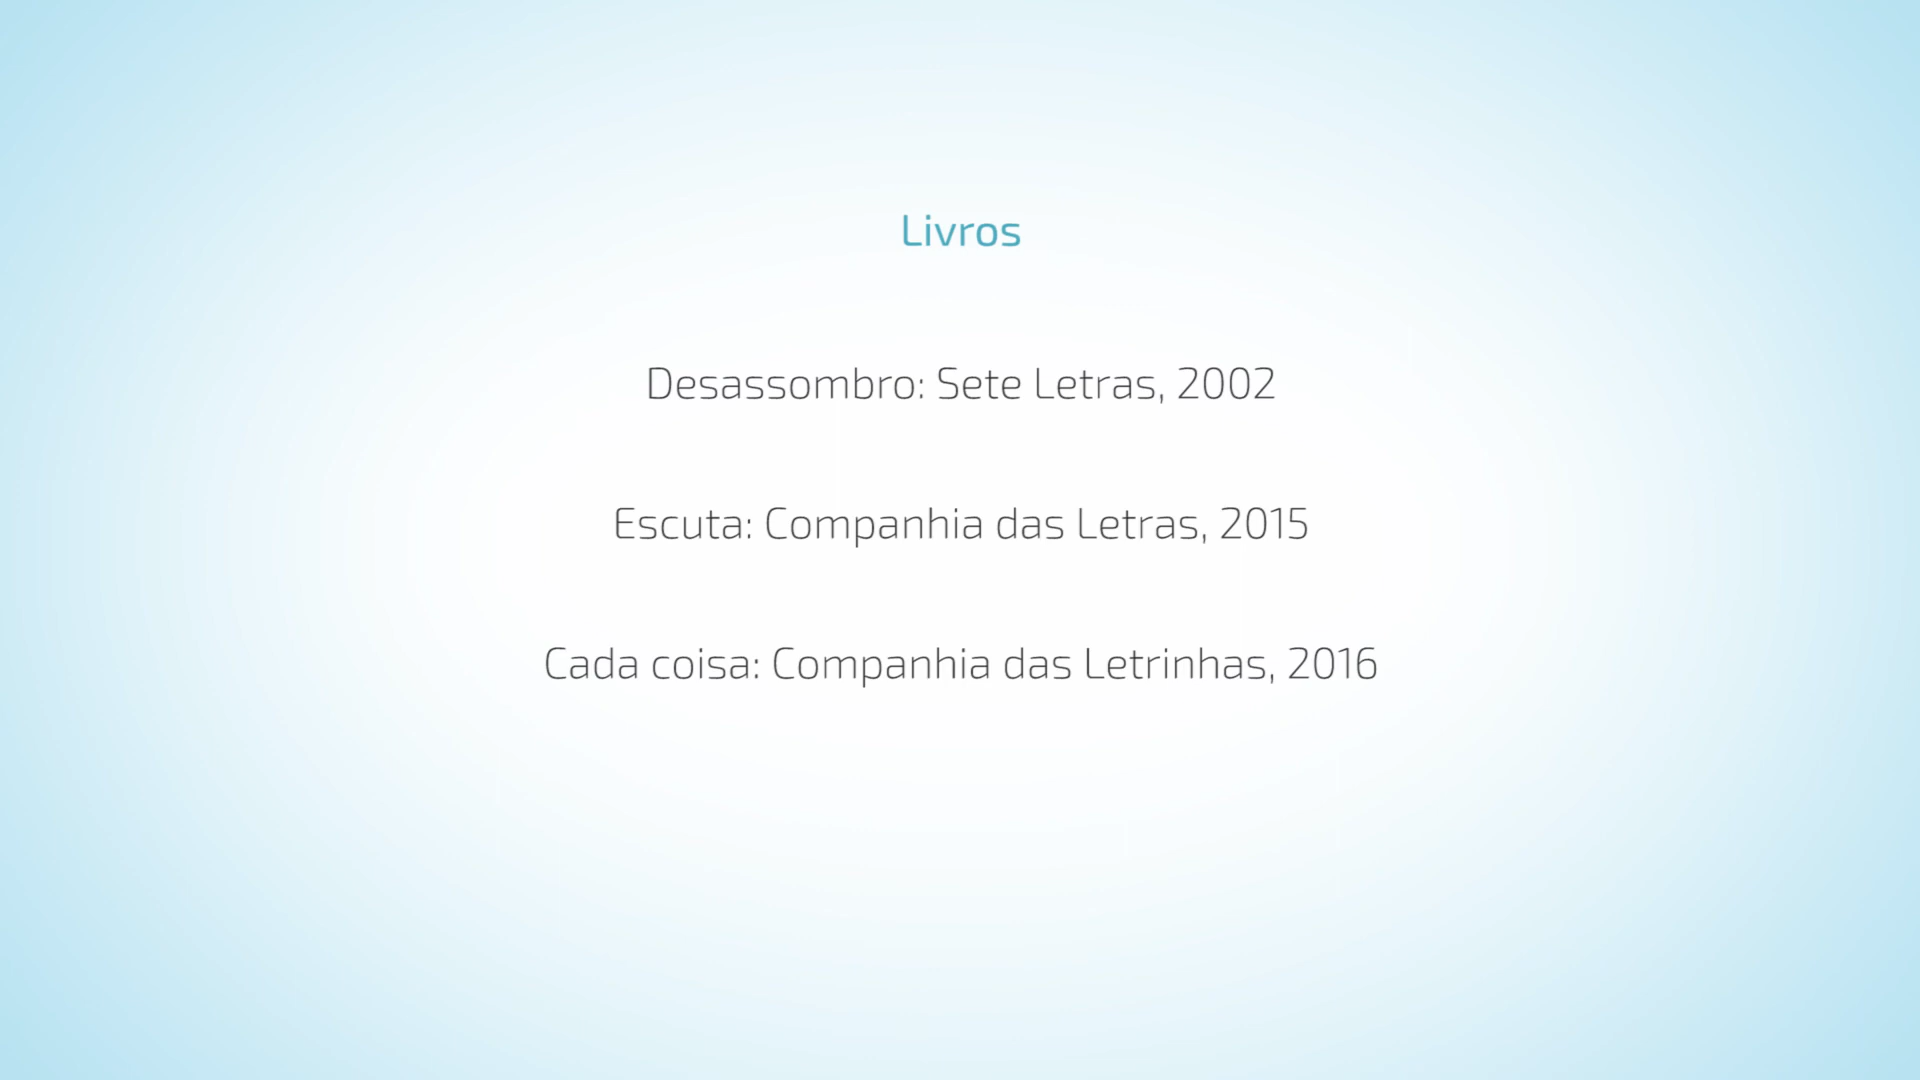 Livros
Desassombro: Sete Letras, 2002
Escuta: Companhia das Letras, 2015
Cada coisa: Companhia das Letrinhas, 2016